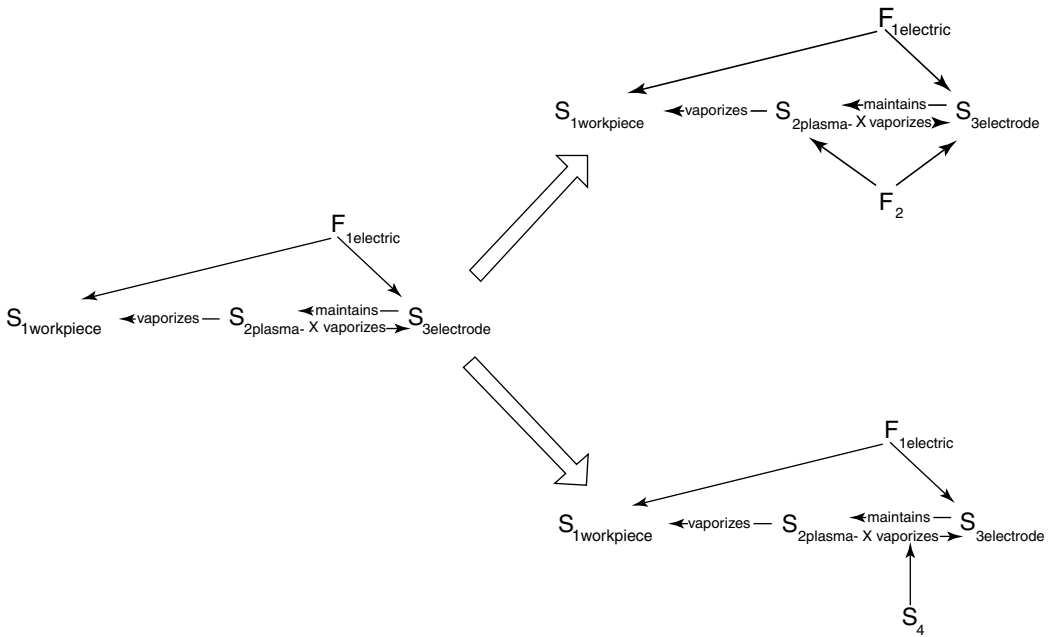 F1electric
S1workpiece vaporizes S2plasma- maintains S3electrode
X vaporizes
F2
F1electric
S1workpiece vaporizes S2plasma- maintains S3electrode
X vaporizes
F1electric
S1workpiece vaporizes S2plasma- maintains S3electrode
X vaporizes
S4